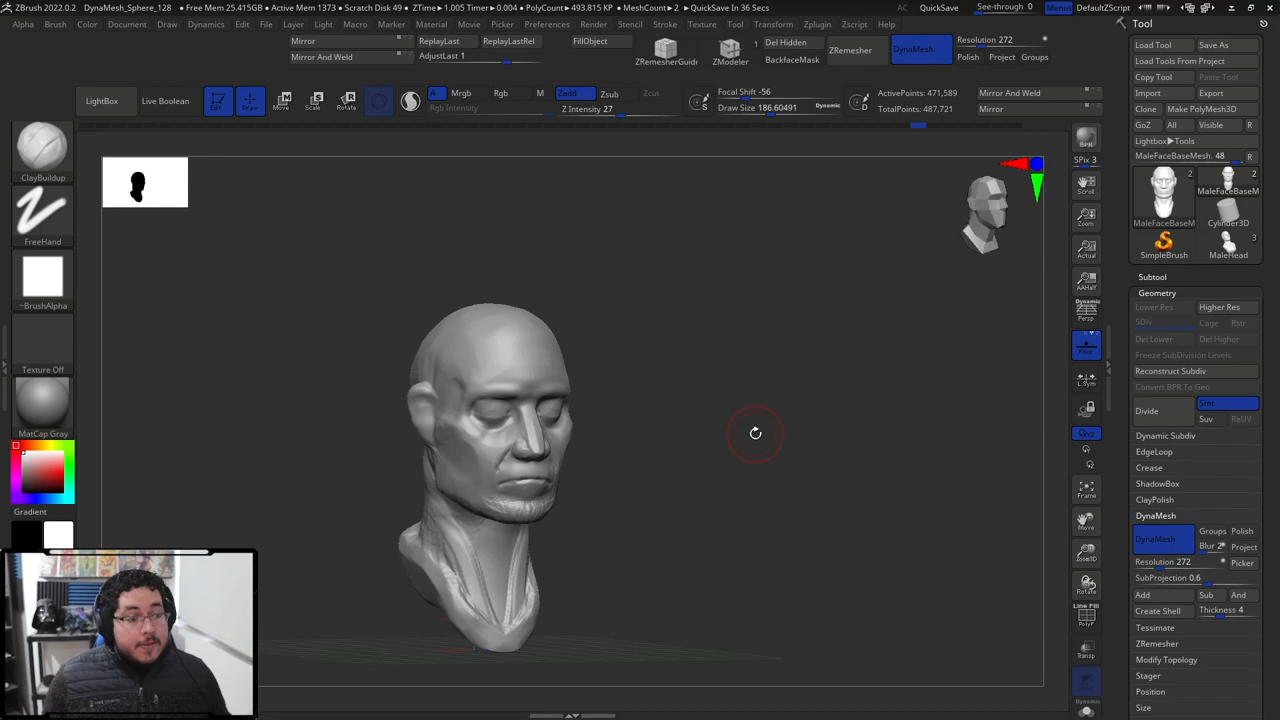 ZBrush 2022.0.2 DynaMesh_Sphere_128 • Free Mem 25.415GB • Active Mem 1373 • Scratch Disk 49 • ZTime▸1.005 Timer▸0.004 • PolyCount▸493.815 KP • MeshCount▸2 • QuickSave In 36 Secs AC QuickSave See-through 0 Menus DefaultZScript
Alpha Brush Color Document Draw Dynamics Edit File Layer Light Macro Marker Material Movie Picker Preferences Render Stencil Stroke Texture Tool Transform Zplugin Zscript Help
Tool
Mirror
Mirror And Weld
ReplayLast
ReplayLastRel
AdjustLast 1
FillObject
ZRemesherGuide
ZModeler
1
Del Hidden
BackfaceMask
ZRemesher
DynaMesh
Resolution 272
Polish Project Groups
LightBox
Live Boolean
Edit
Draw
Move
Scale
Rotate
A Mrgb Rgb M
Rgb Intensity
Zadd Zsub Zcut
Z Intensity 27
S
Focal Shift -56
Draw Size 186.60491
Dynamic
D
ActivePoints: 471,589
TotalPoints: 487,721
Mirror And Weld
Mirror
ClayBuildup
FreeHand
~BrushAlpha
Texture Off
MatCap Gray
Gradient
BPR
SPix 3
Scroll
Zoom
Actual
AAHalf
Dynamic
Persp
Floor
L.Sym
XYZ
Frame
Move
Zoom3D
Rotate
Line Fill
PolyF
Transp
Dynamic
Load Tool Save As
Load Tools From Project
Copy Tool Paste Tool
Import Export
Clone Make PolyMesh3D
GoZ All Visible R
Lightbox▸Tools
MaleFaceBaseMesh. 48 R
2
2
MaleFaceBaseM
MaleFaceBaseM
Cylinder3D
3
SimpleBrush
MaleHead
Subtool
Geometry
Lower Res Higher Res
SDiv Cage Rstr
Del Lower Del Higher
Freeze SubDivision Levels
Reconstruct Subdiv
Convert BPR To Geo
Divide
Smt
Suv ReUV
Dynamic Subdiv
EdgeLoop
Crease
ShadowBox
ClayPolish
DynaMesh
DynaMesh
Groups Polish
Blur 2 Project
Resolution 272 Picker
SubProjection 0.6
Add Sub And
Create Shell Thickness 4
Tessimate
ZRemesher
Modify Topology
Stager
Position
Size